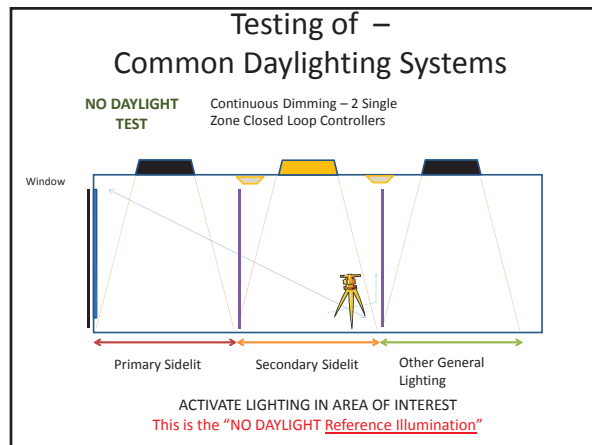 Testing of –
Common Daylighting Systems
NO DAYLIGHT
TEST
Continuous Dimming – 2 Single
Zone Closed Loop Controllers
Window
Primary Sidelit
Secondary Sidelit
Other General
Lighting
ACTIVATE LIGHTING IN AREA OF INTEREST
This is the “NO DAYLIGHT Reference Illumination”